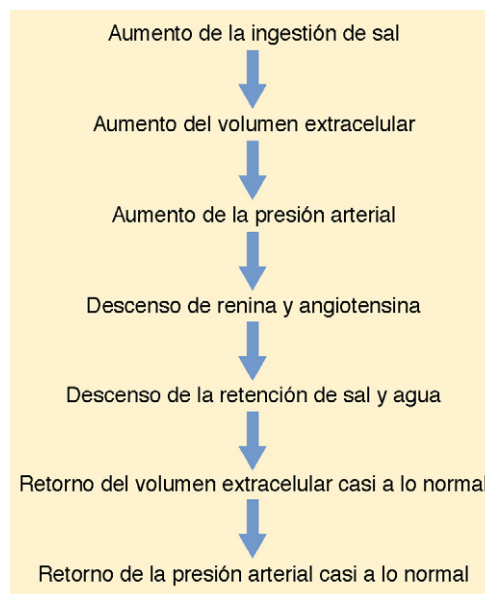 Aumento de la ingestión de sal
Aumento del volumen extracelular
Aumento de la presión arterial
Descenso de renina y angiotensina
Descenso de la retención de sal y agua
Retorno del volumen extracelular casi a lo normal
Retorno de la presión arterial casi a lo normal